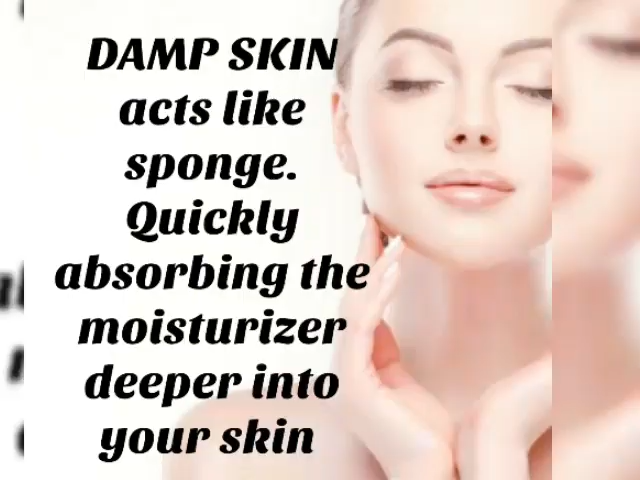 DAMP SKIN
acts like
sponge.
Quickly
absorbing the
moisturizer
deeper into
your skin